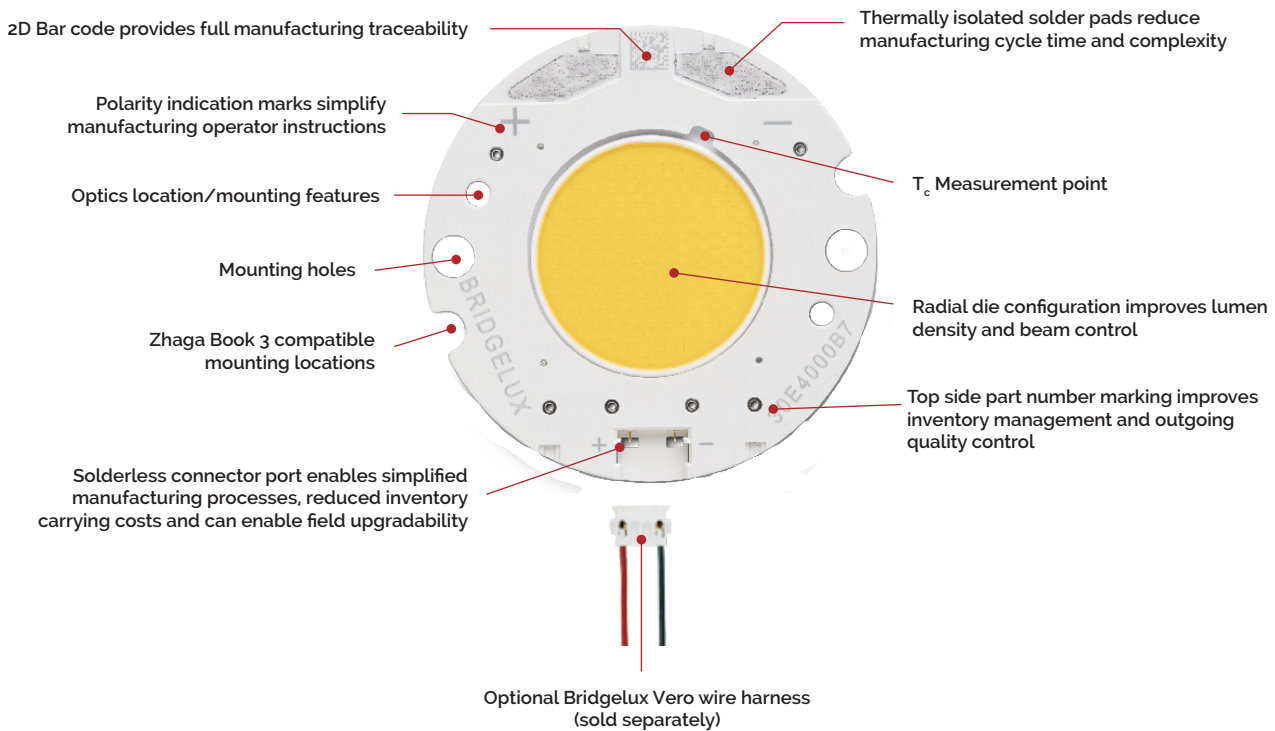 2D Bar code provides full manufacturing traceability
Thermally isolated solder pads reduce
manufacturing cycle time and complexity
Polarity indication marks simplify
manufacturing operator instructions
+
−
Tc Measurement point
Optics location/mounting features
Mounting holes
BRIDGELUX
Radial die configuration improves lumen
density and beam control
Zhaga Book 3 compatible
mounting locations
30E4000B7
Top side part number marking improves
inventory management and outgoing
quality control
+
−
Solderless connector port enables simplified
manufacturing processes, reduced inventory
carrying costs and can enable field upgradability
Optional Bridgelux Vero wire harness
(sold separately)